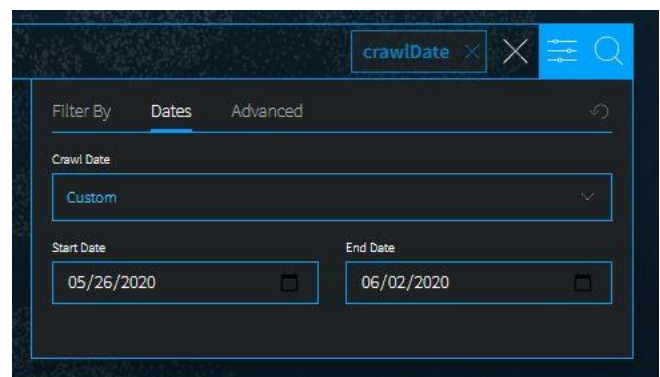 crawlDate
Filter By Dates Advanced
Crawl Date
Custom
Start Date End Date
05/26/2020 06/02/2020